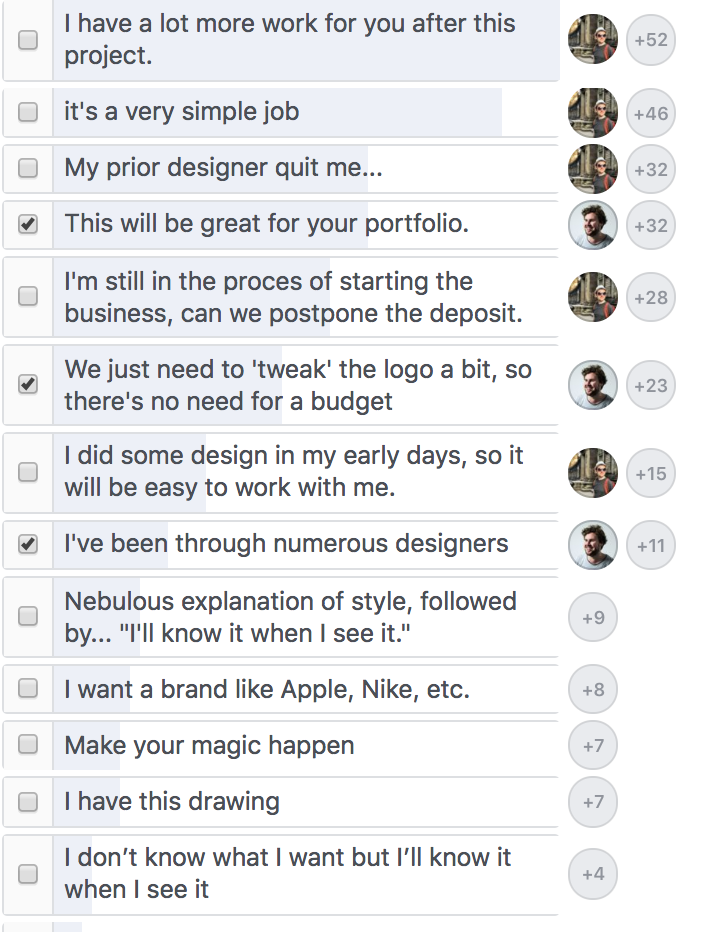 I have a lot more work for you after this
project.
+52
it's a very simple job
+46
My prior designer quit me...
+32
This will be great for your portfolio.
+32
I'm still in the proces of starting the
business, can we postpone the deposit.
+28
We just need to 'tweak' the logo a bit, so
there's no need for a budget
+23
I did some design in my early days, so it
will be easy to work with me.
+15
I've been through numerous designers
+11
Nebulous explanation of style, followed
by... "I'll know it when I see it."
+9
I want a brand like Apple, Nike, etc.
+8
Make your magic happen
+7
I have this drawing
+7
I don’t know what I want but I’ll know it
when I see it
+4